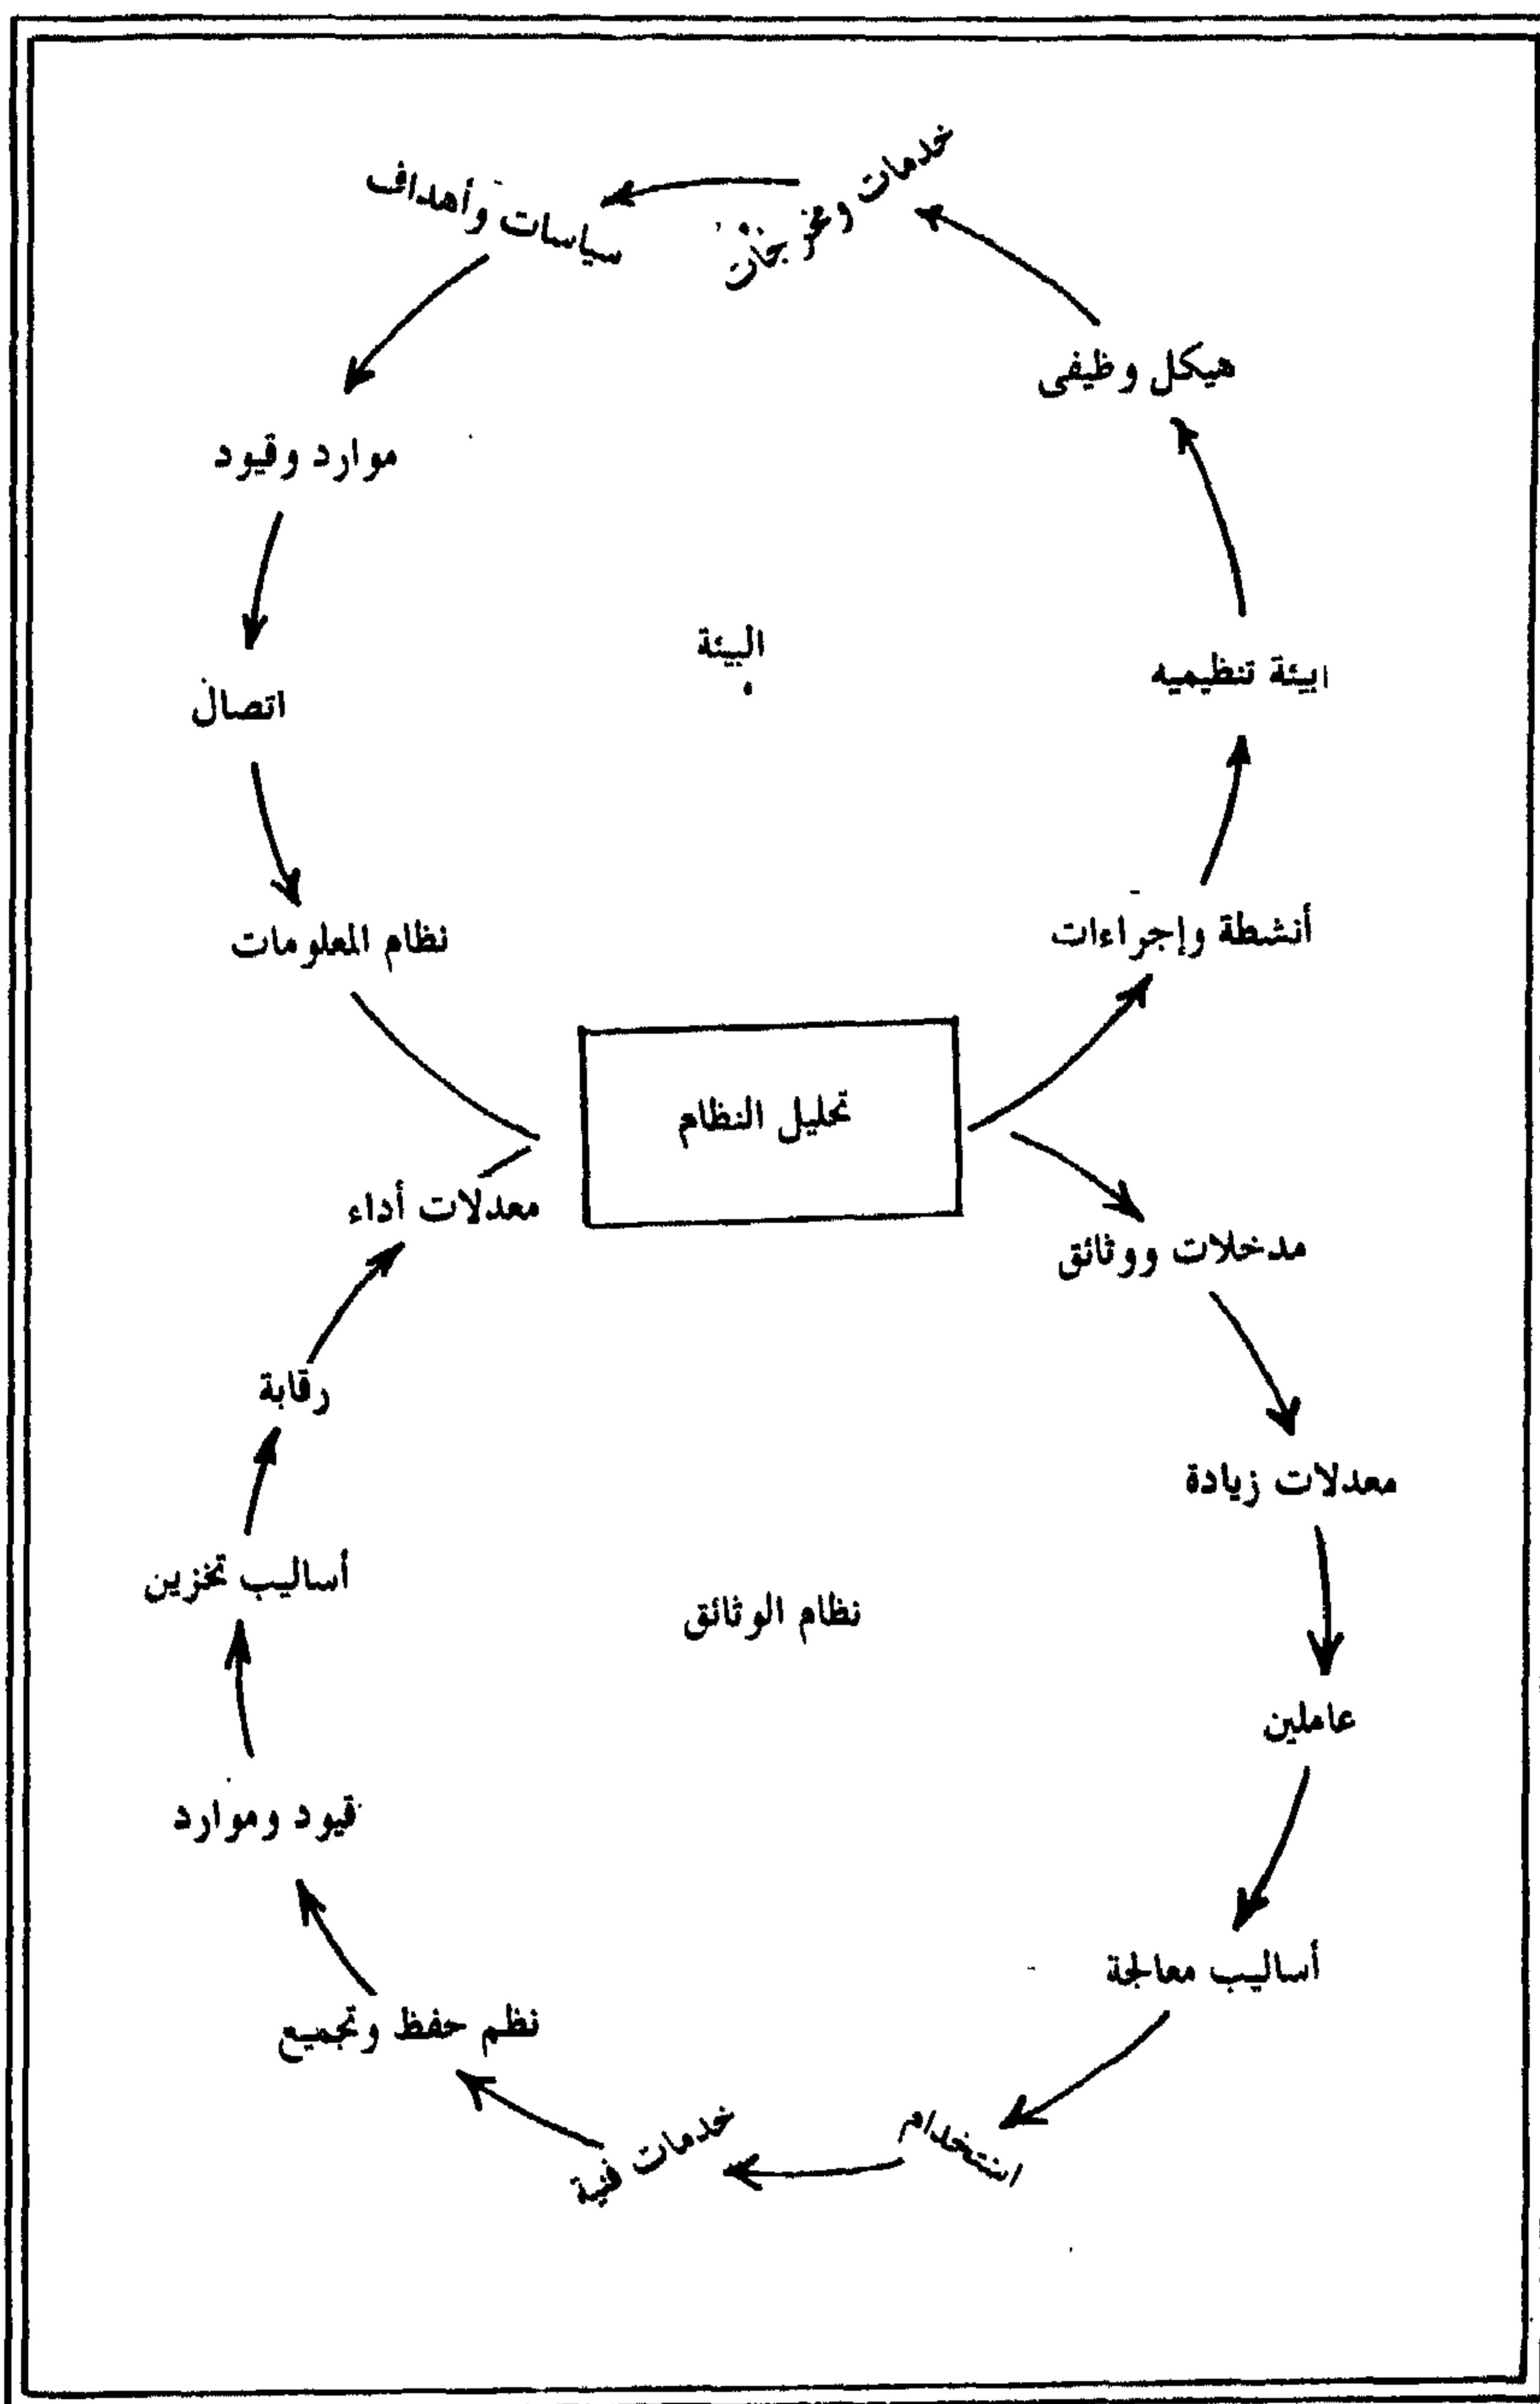 خدمات ومخرجات
سياسات وأهداف
هيكل وظيفى
موارد وقيود
البيئة
بيئة تنظيميه
اتصال
أنشطة وإجراءات
نظام المعلومات
تحليل النظام
معدلات أداء
مدخلات ووثائق
رقابة
معدلات زيادة
أساليب تخزين
نظام الوثائق
عاملين
قيود وموارد
أساليب معالجة
نظم حفظ وتجميع
استخدام
خدمات فنية